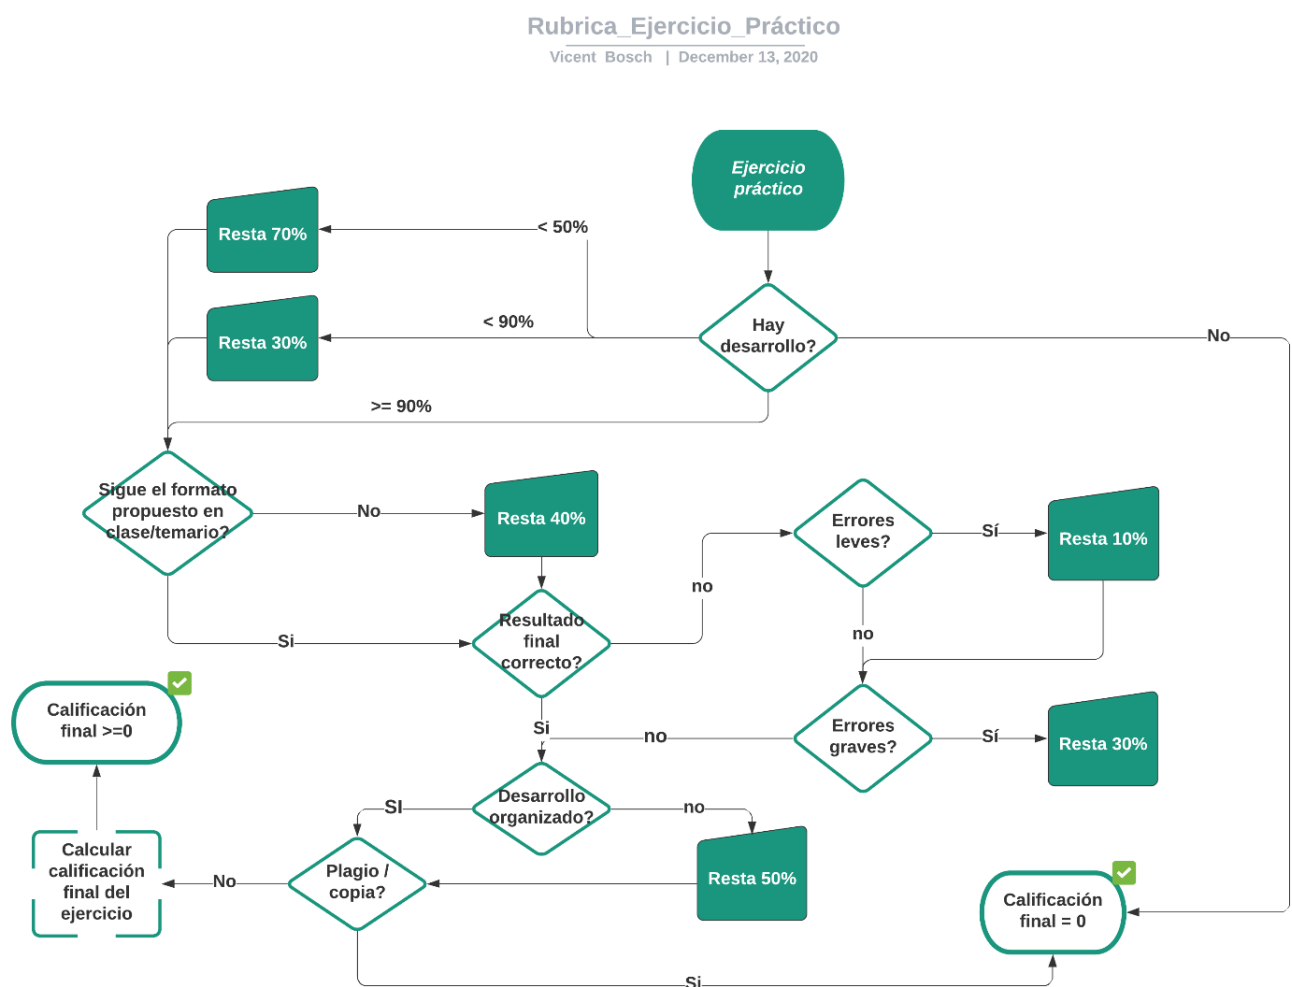 Rubrica_Ejercicio_Práctico
Vicent Bosch | December 13, 2020
Ejercicio
práctico
Resta 70%
< 50%
Resta 30%
< 90%
Hay
desarrollo?
No
>= 90%
Sigue el formato
propuesto en
clase/temario?
No
Resta 40%
Errores
leves?
Sí
Resta 10%
no
Si
Resultado
final
correcto?
no
Calificación
final >=0
Si
no
Errores
graves?
Sí
Resta 30%
Desarrollo
organizado?
SI
no
Calcular
calificación
final del
ejercicio
No
Plagio /
copia?
Resta 50%
Calificación
final = 0
Si